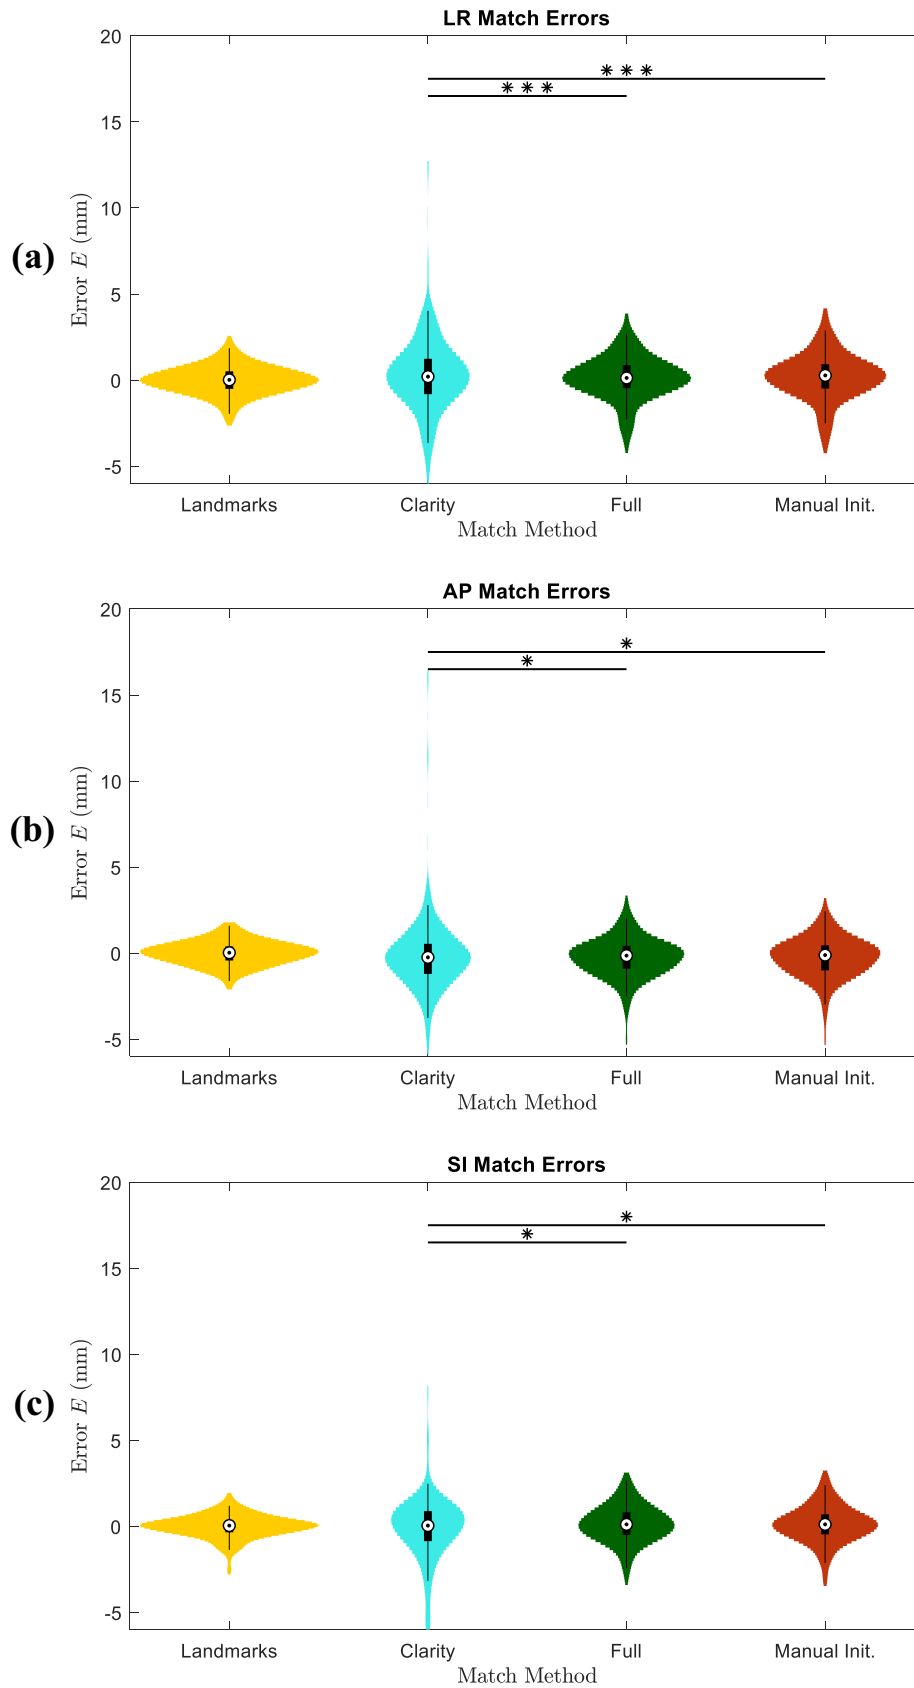 LR Match Errors
20
15
10
5
0
-5
(a)
Error E (mm)
* * *
* * *
Landmarks Clarity Full Manual Init.
Match Method
AP Match Errors
20
15
10
5
0
-5
(b)
Error E (mm)
*
*
Landmarks Clarity Full Manual Init.
Match Method
SI Match Errors
20
15
10
5
0
-5
(c)
Error E (mm)
*
*
Landmarks Clarity Full Manual Init.
Match Method